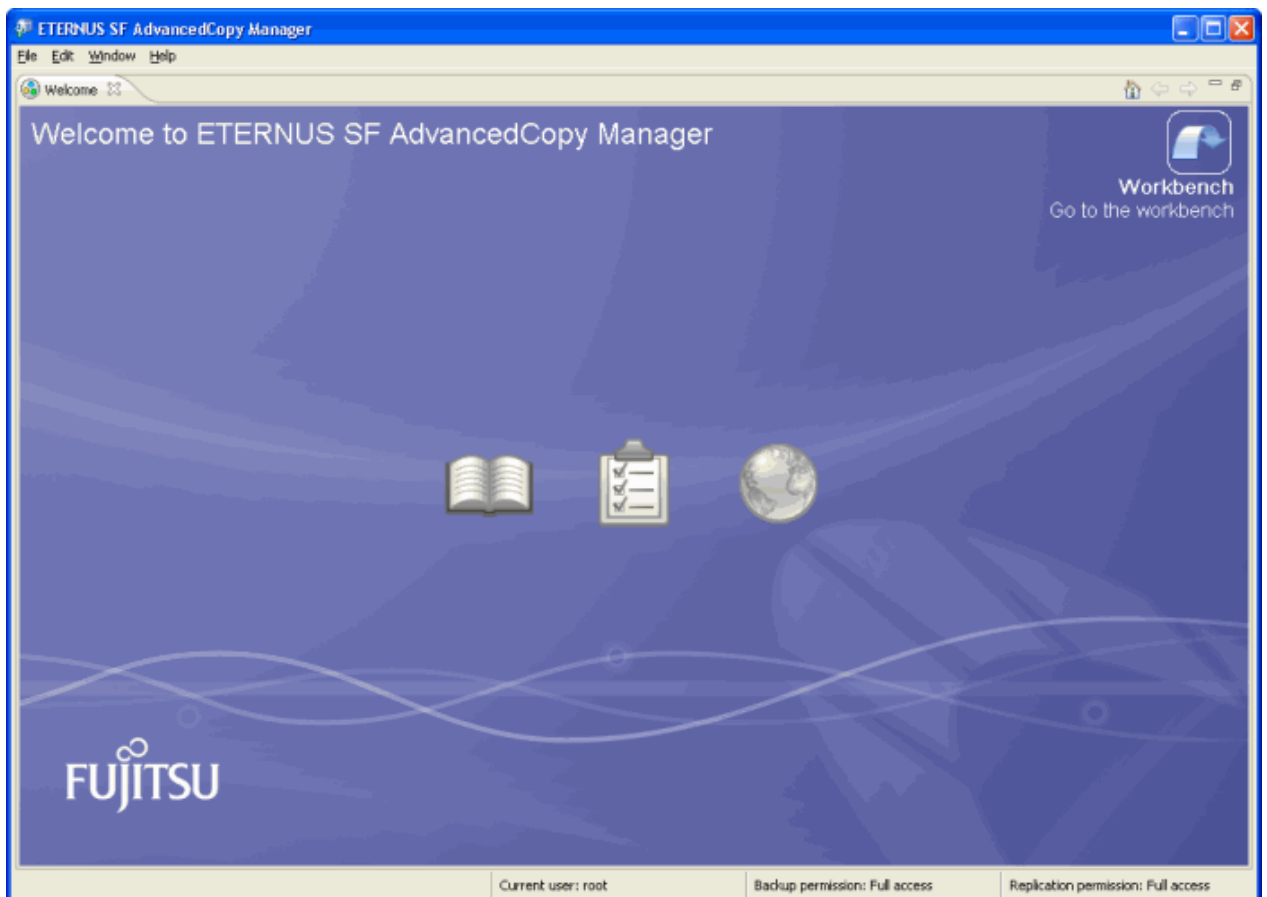 ETERNUS SF AdvancedCopy Manager
File Edit Window Help
Welcome
Welcome to ETERNUS SF AdvancedCopy Manager
Workbench
Go to the workbench
FUJITSU
Current user: root Backup permission: Full access Replication permission: Full access